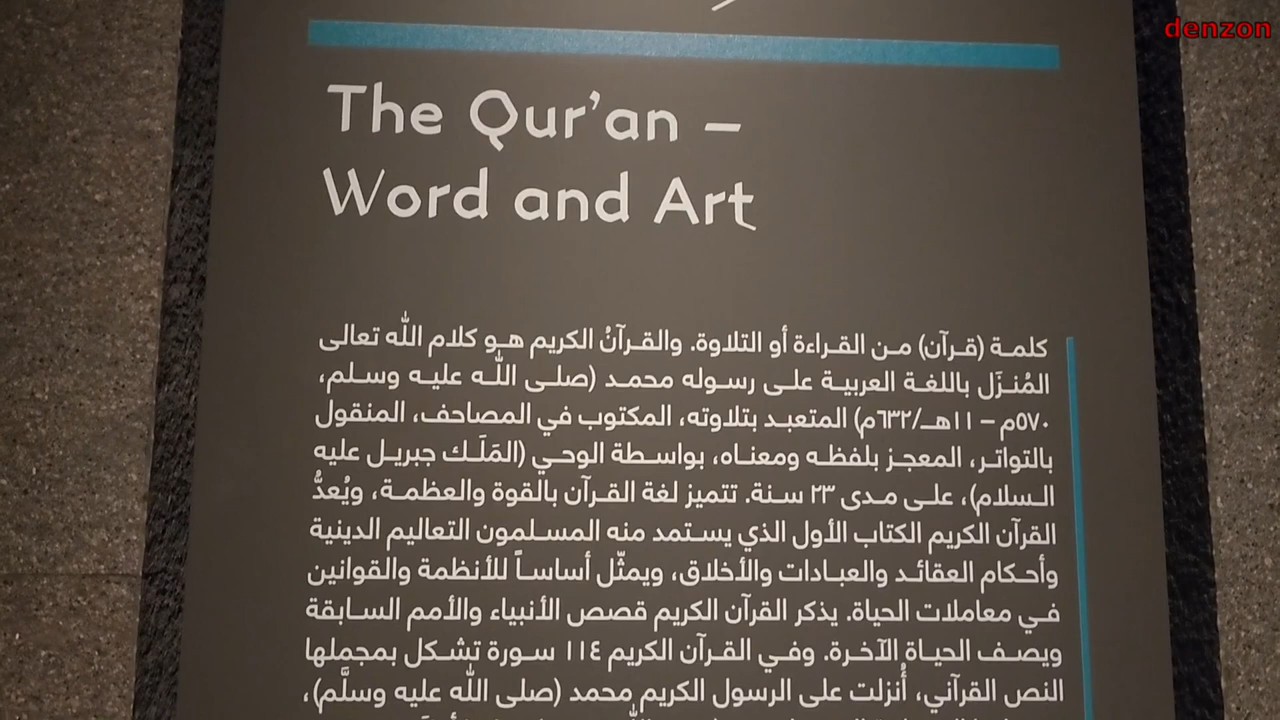 denzon
The Qur’an –
Word and Art
كلمة (قرآن) من القراءة أو التلاوة. والقرآنُ الكريم هو كلام الله تعالى
المُنزَل باللغة العربية على رسوله محمد (صلى الله عليه وسلم،
٥٧٠م – ١١هـ/٦٣٢م) المتعبد بتلاوته، المكتوب في المصاحف، المنقول
بالتواتر، المعجز بلفظه ومعناه، بواسطة الوحي (المَلَك جبريل عليه
السلام)، على مدى ٢٣ سنة. تتميز لغة القرآن بالقوة والعظمة، ويُعدُّ
القرآن الكريم الكتاب الأول الذي يستمد منه المسلمون التعاليم الدينية
وأحكام العقائد والعبادات والأخلاق، ويمثّل أساساً للأنظمة والقوانين
في معاملات الحياة. يذكر القرآن الكريم قصص الأنبياء والأمم السابقة
ويصف الحياة الآخرة. وفي القرآن الكريم ١١٤ سورة تشكل بمجملها
النص القرآني، أُنزلت على الرسول الكريم محمد (صلى الله عليه وسلَّم)،